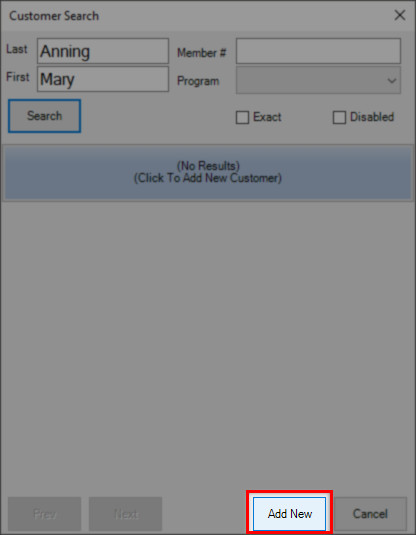 Customer Search
Last Anning Member #
First Mary Program
Search Exact Disabled
(No Results)
(Click To Add New Customer)
Prev Next Add New Cancel